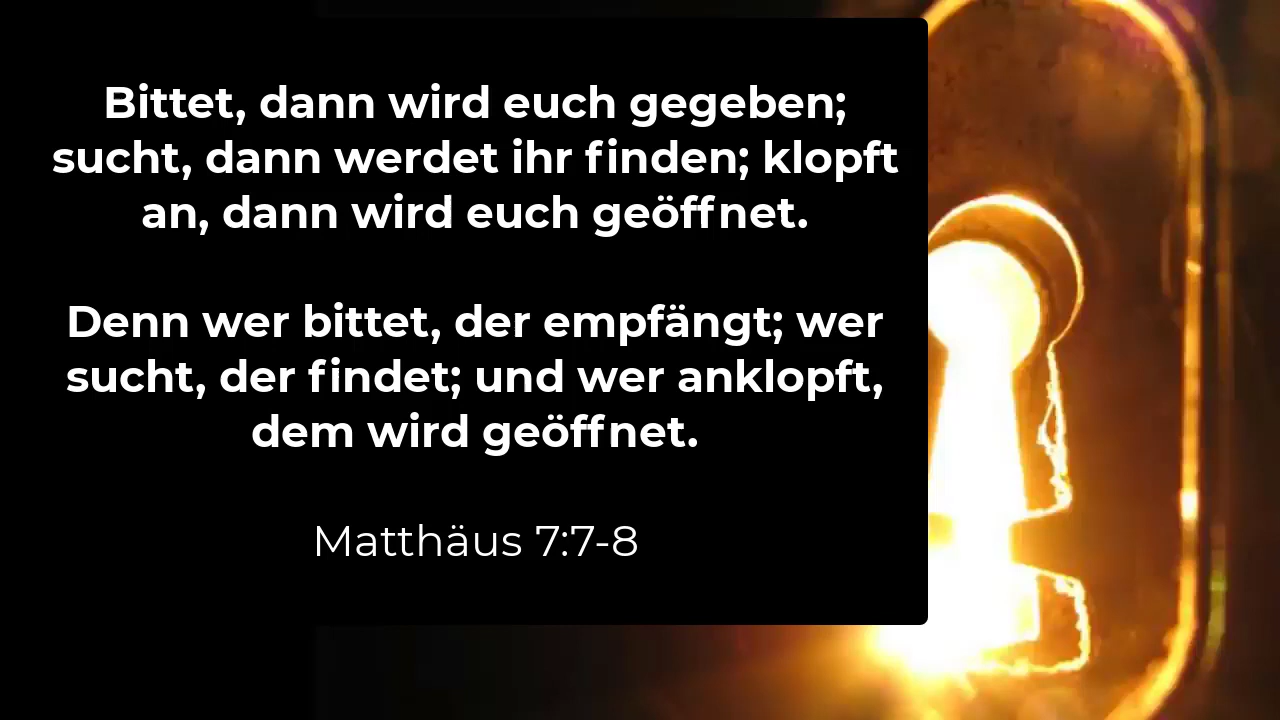 Bittet, dann wird euch gegeben;
sucht, dann werdet ihr finden; klopft
an, dann wird euch geöffnet.
Denn wer bittet, der empfängt; wer
sucht, der findet; und wer anklopft,
dem wird geöffnet.
Matthäus 7:7-8